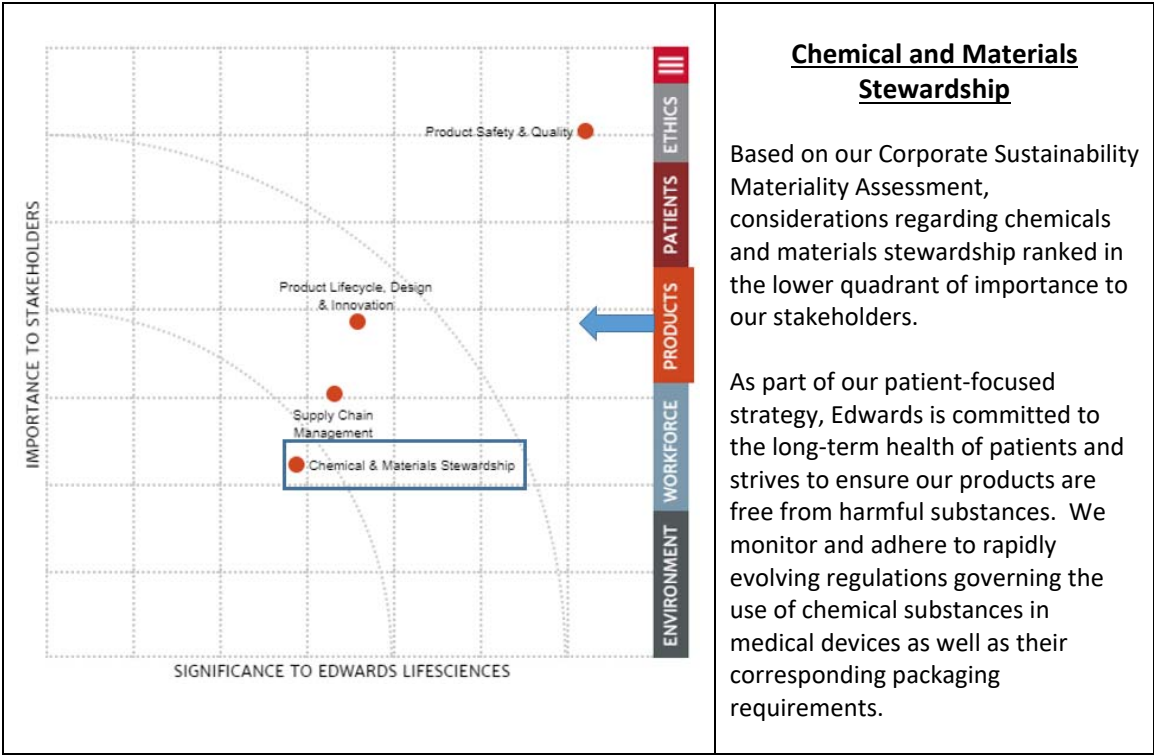 Product Safety & Quality
Product Lifecycle, Design
& Innovation
Supply Chain
Management
Chemical & Materials Stewardship
IMPORTANCE TO STAKEHOLDERS
SIGNIFICANCE TO EDWARDS LIFESCIENCES
ETHICS
PATIENTS
PRODUCTS
WORKFORCE
ENVIRONMENT
Chemical and Materials
Stewardship
Based on our Corporate Sustainability
Materiality Assessment,
considerations regarding chemicals
and materials stewardship ranked in
the lower quadrant of importance to
our stakeholders.
As part of our patient-focused
strategy, Edwards is committed to
the long-term health of patients and
strives to ensure our products are
free from harmful substances.  We
monitor and adhere to rapidly
evolving regulations governing the
use of chemical substances in
medical devices as well as their
corresponding packaging
requirements.